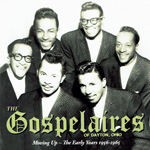 THE
Gospelaires
OF DAYTON, OHIO
Moving Up – The Early Years 1956-1965